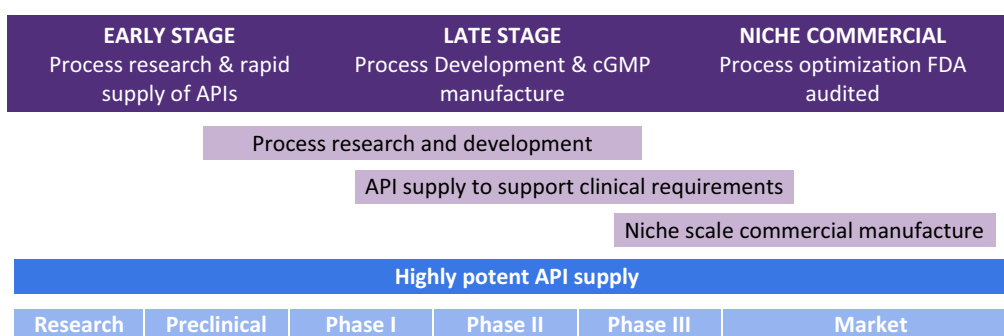 EARLY STAGE
Process research & rapid
supply of APIs
LATE STAGE
Process Development & cGMP
manufacture
NICHE COMMERCIAL
Process optimization FDA
audited
Process research and development
API supply to support clinical requirements
Niche scale commercial manufacture
Highly potent API supply
Research
Preclinical
Phase I
Phase II
Phase III
Market